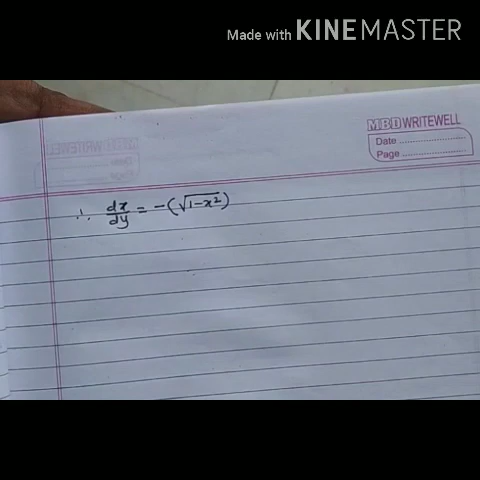 Made with KINEMASTER
MBD WRITEWELL
Date ........................
Page ........................
∴ dx/dy = -(√1-x²)